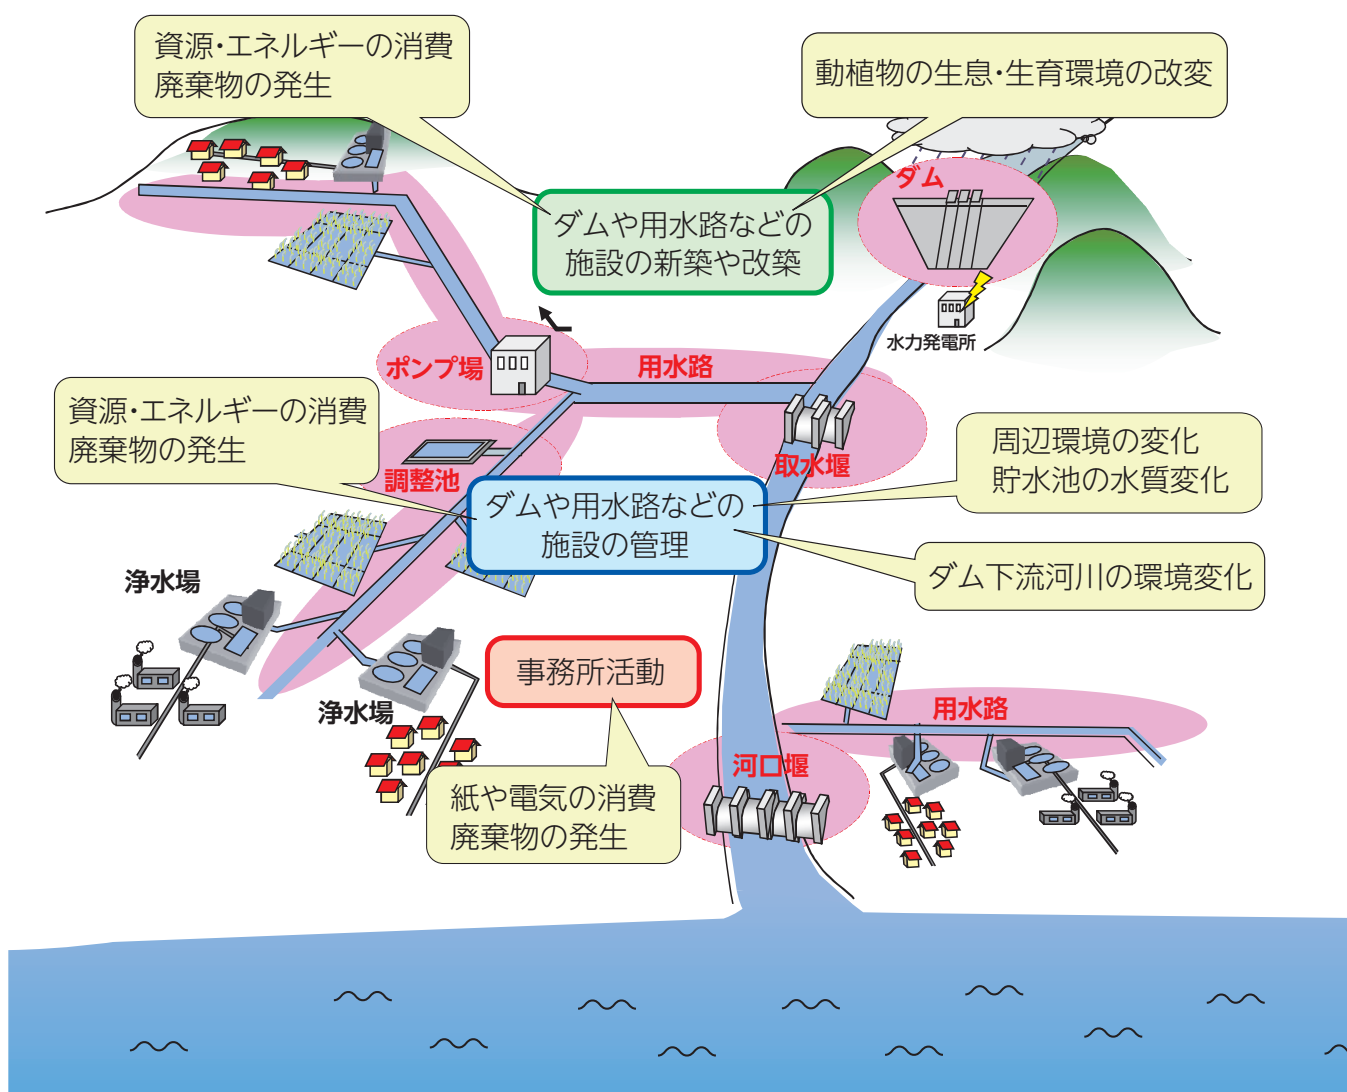 資源･エネルギーの消費
廃棄物の発生
動植物の生息･生育環境の改変
ダム
ダムや用水路などの
施設の新築や改築
水力発電所
ポンプ場
用水路
資源･エネルギーの消費
廃棄物の発生
周辺環境の変化
貯水池の水質変化
取水堰
調整池
ダムや用水路などの
施設の管理
ダム下流河川の環境変化
浄水場
事務所活動
浄水場
用水路
河口堰
紙や電気の消費
廃棄物の発生